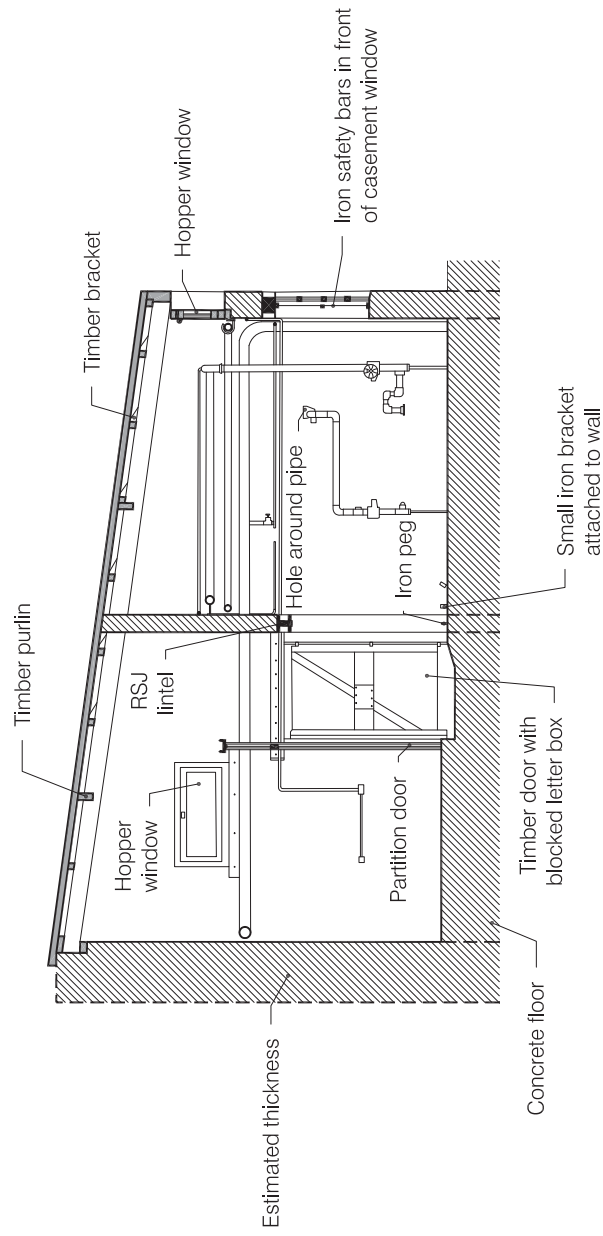 Timber purlin
Timber bracket
Hopper window
Iron safety bars in front
of casement window
RSJ
lintel
Hole around pipe
Iron peg
Hopper
window
Partition door
Small iron bracket
attached to wall
Timber door with
blocked letter box
Estimated thickness
Concrete floor